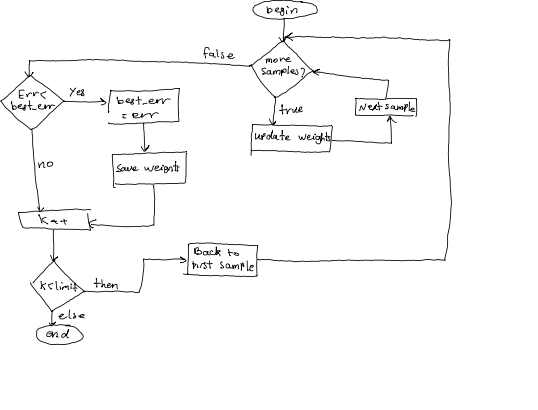 begin
false
more
samples?
true
update weights
Next sample
Err<
best_err
Yes
best_err
= err
Save weights
no
K++
K<limit
then
Back to
first sample
else
end